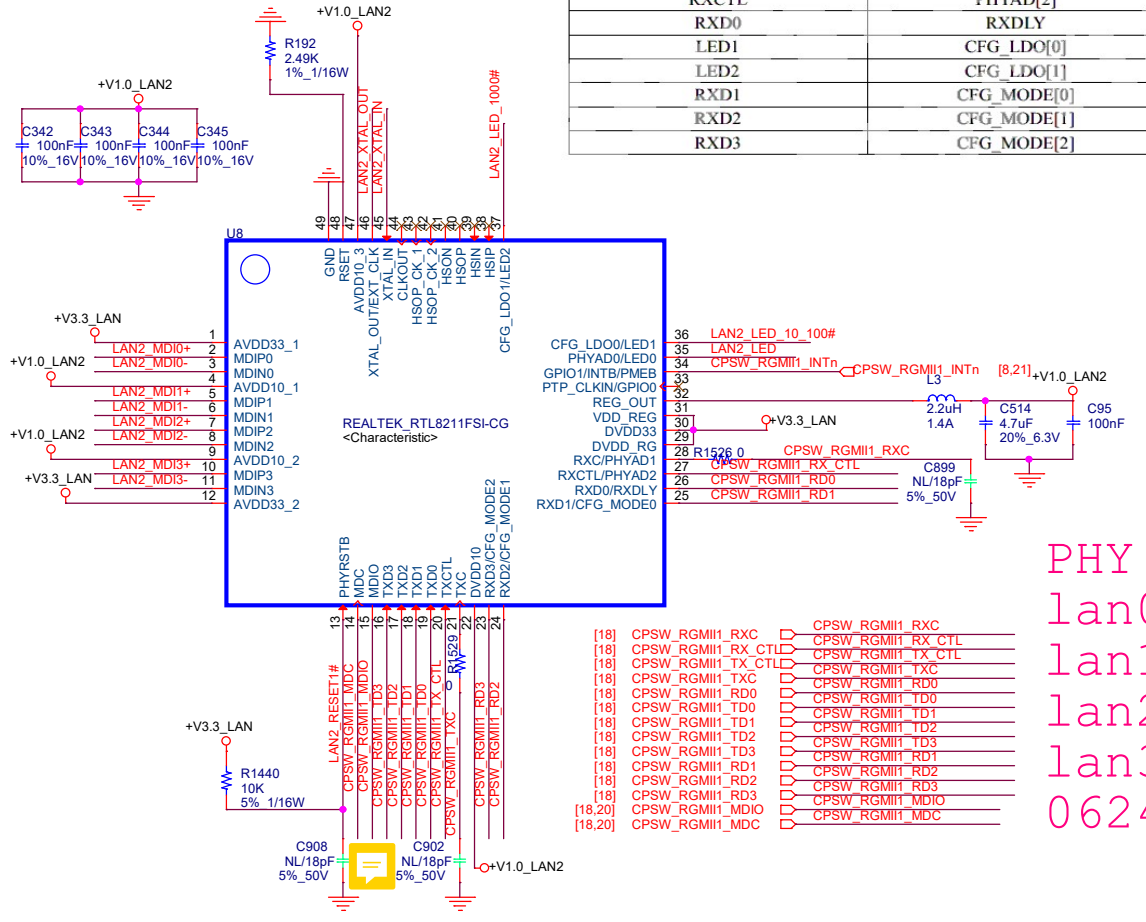 +V1.0_LAN2
R192
2.49K
1%_1/16W
+V1.0_LAN2
C342 C343 C344 C345
100nF 100nF 100nF 100nF
10%_16V 10%_16V 10%_16V 10%_16V
LAN2_XTAL_OUT
LAN2_XTAL_IN
LAN2_LED_1000#
RXCTL PHYAD[2]
RXD0 RXDLY
LED1 CFG_LDO[0]
LED2 CFG_LDO[1]
RXD1 CFG_MODE[0]
RXD2 CFG_MODE[1]
RXD3 CFG_MODE[2]
49 48 47 46 45 44 43 42 41 40 39 38 37
U8
GND
RSET
AVDD10_3
XTAL_OUT/EXT_CLK
XTAL_IN
CLKOUT
HSOP_CK_1
HSOP_CK_2
HSON
HSOP
HSIN
HSIP
CFG_LDO1/LED2
+V3.3_LAN
1 AVDD33_1
LAN2_MDI0+ 2 MDIP0
LAN2_MDI0- 3 MDIN0
+V1.0_LAN2
4 AVDD10_1
LAN2_MDI1+ 5 MDIP1
LAN2_MDI1- 6 MDIN1
LAN2_MDI2+ 7 MDIP2
LAN2_MDI2- 8 MDIN2
+V1.0_LAN2
9 AVDD10_2
LAN2_MDI3+ 10 MDIP3
LAN2_MDI3- 11 MDIN3
+V3.3_LAN
12 AVDD33_2
REALTEK_RTL8211FSI-CG
<Characteristic>
CFG_LDO0/LED1 36 LAN2_LED_10_100#
PHYAD0/LED0 35 LAN2_LED
GPIO1/INTB/PMEB 34 CPSW_RGMII1_INTn CPSW_RGMII1_INTn [8,21]
PTP_CLKIN/GPIO0 33
REG_OUT 32
VDD_REG 31
DVDD33 30 +V3.3_LAN
DVDD_RG 29
RXC/PHYAD1 28 R1526 0 CPSW_RGMII1_RXC
RXCTL/PHYAD2 27 CPSW_RGMII1_RX_CTL
RXD0/RXDLY 26 CPSW_RGMII1_RD0
RXD1/CFG_MODE0 25 CPSW_RGMII1_RD1
L3
2.2uH
1.4A
+V1.0_LAN2
C514
4.7uF
20%_6.3V
C95
100nF
C899
NL/18pF
5%_50V
PHYRSTB
MDC
MDIO
TXD3
TXD2
TXD1
TXD0
TXCTL
TXC
DVDD10
RXD3/CFG_MODE2
RXD2/CFG_MODE1
13 14 15 16 17 18 19 20 21 22 23 24
LAN2_RESET1#
CPSW_RGMII1_MDC
CPSW_RGMII1_MDIO
CPSW_RGMII1_TD3
CPSW_RGMII1_TD2
CPSW_RGMII1_TD1
CPSW_RGMII1_TD0
CPSW_RGMII1_TX_CTL
CPSW_RGMII1_TXC
R1529
0
CPSW_RGMII1_RD3
CPSW_RGMII1_RD2
+V3.3_LAN
R1440
10K
5%_1/16W
C908
NL/18pF
5%_50V
C902
NL/18pF
5%_50V
+V1.0_LAN2
[18] CPSW_RGMII1_RXC CPSW_RGMII1_RXC
[18] CPSW_RGMII1_RX_CTL CPSW_RGMII1_RX_CTL
[18] CPSW_RGMII1_TX_CTL CPSW_RGMII1_TX_CTL
[18] CPSW_RGMII1_TXC CPSW_RGMII1_TXC
[18] CPSW_RGMII1_RD0 CPSW_RGMII1_RD0
[18] CPSW_RGMII1_TD0 CPSW_RGMII1_TD0
[18] CPSW_RGMII1_TD1 CPSW_RGMII1_TD1
[18] CPSW_RGMII1_TD2 CPSW_RGMII1_TD2
[18] CPSW_RGMII1_TD3 CPSW_RGMII1_TD3
[18] CPSW_RGMII1_RD1 CPSW_RGMII1_RD1
[18] CPSW_RGMII1_RD2 CPSW_RGMII1_RD2
[18] CPSW_RGMII1_RD3 CPSW_RGMII1_RD3
[18,20] CPSW_RGMII1_MDIO CPSW_RGMII1_MDIO
[18,20] CPSW_RGMII1_MDC CPSW_RGMII1_MDC
PHY
lan0
lan1
lan2
lan3
0624